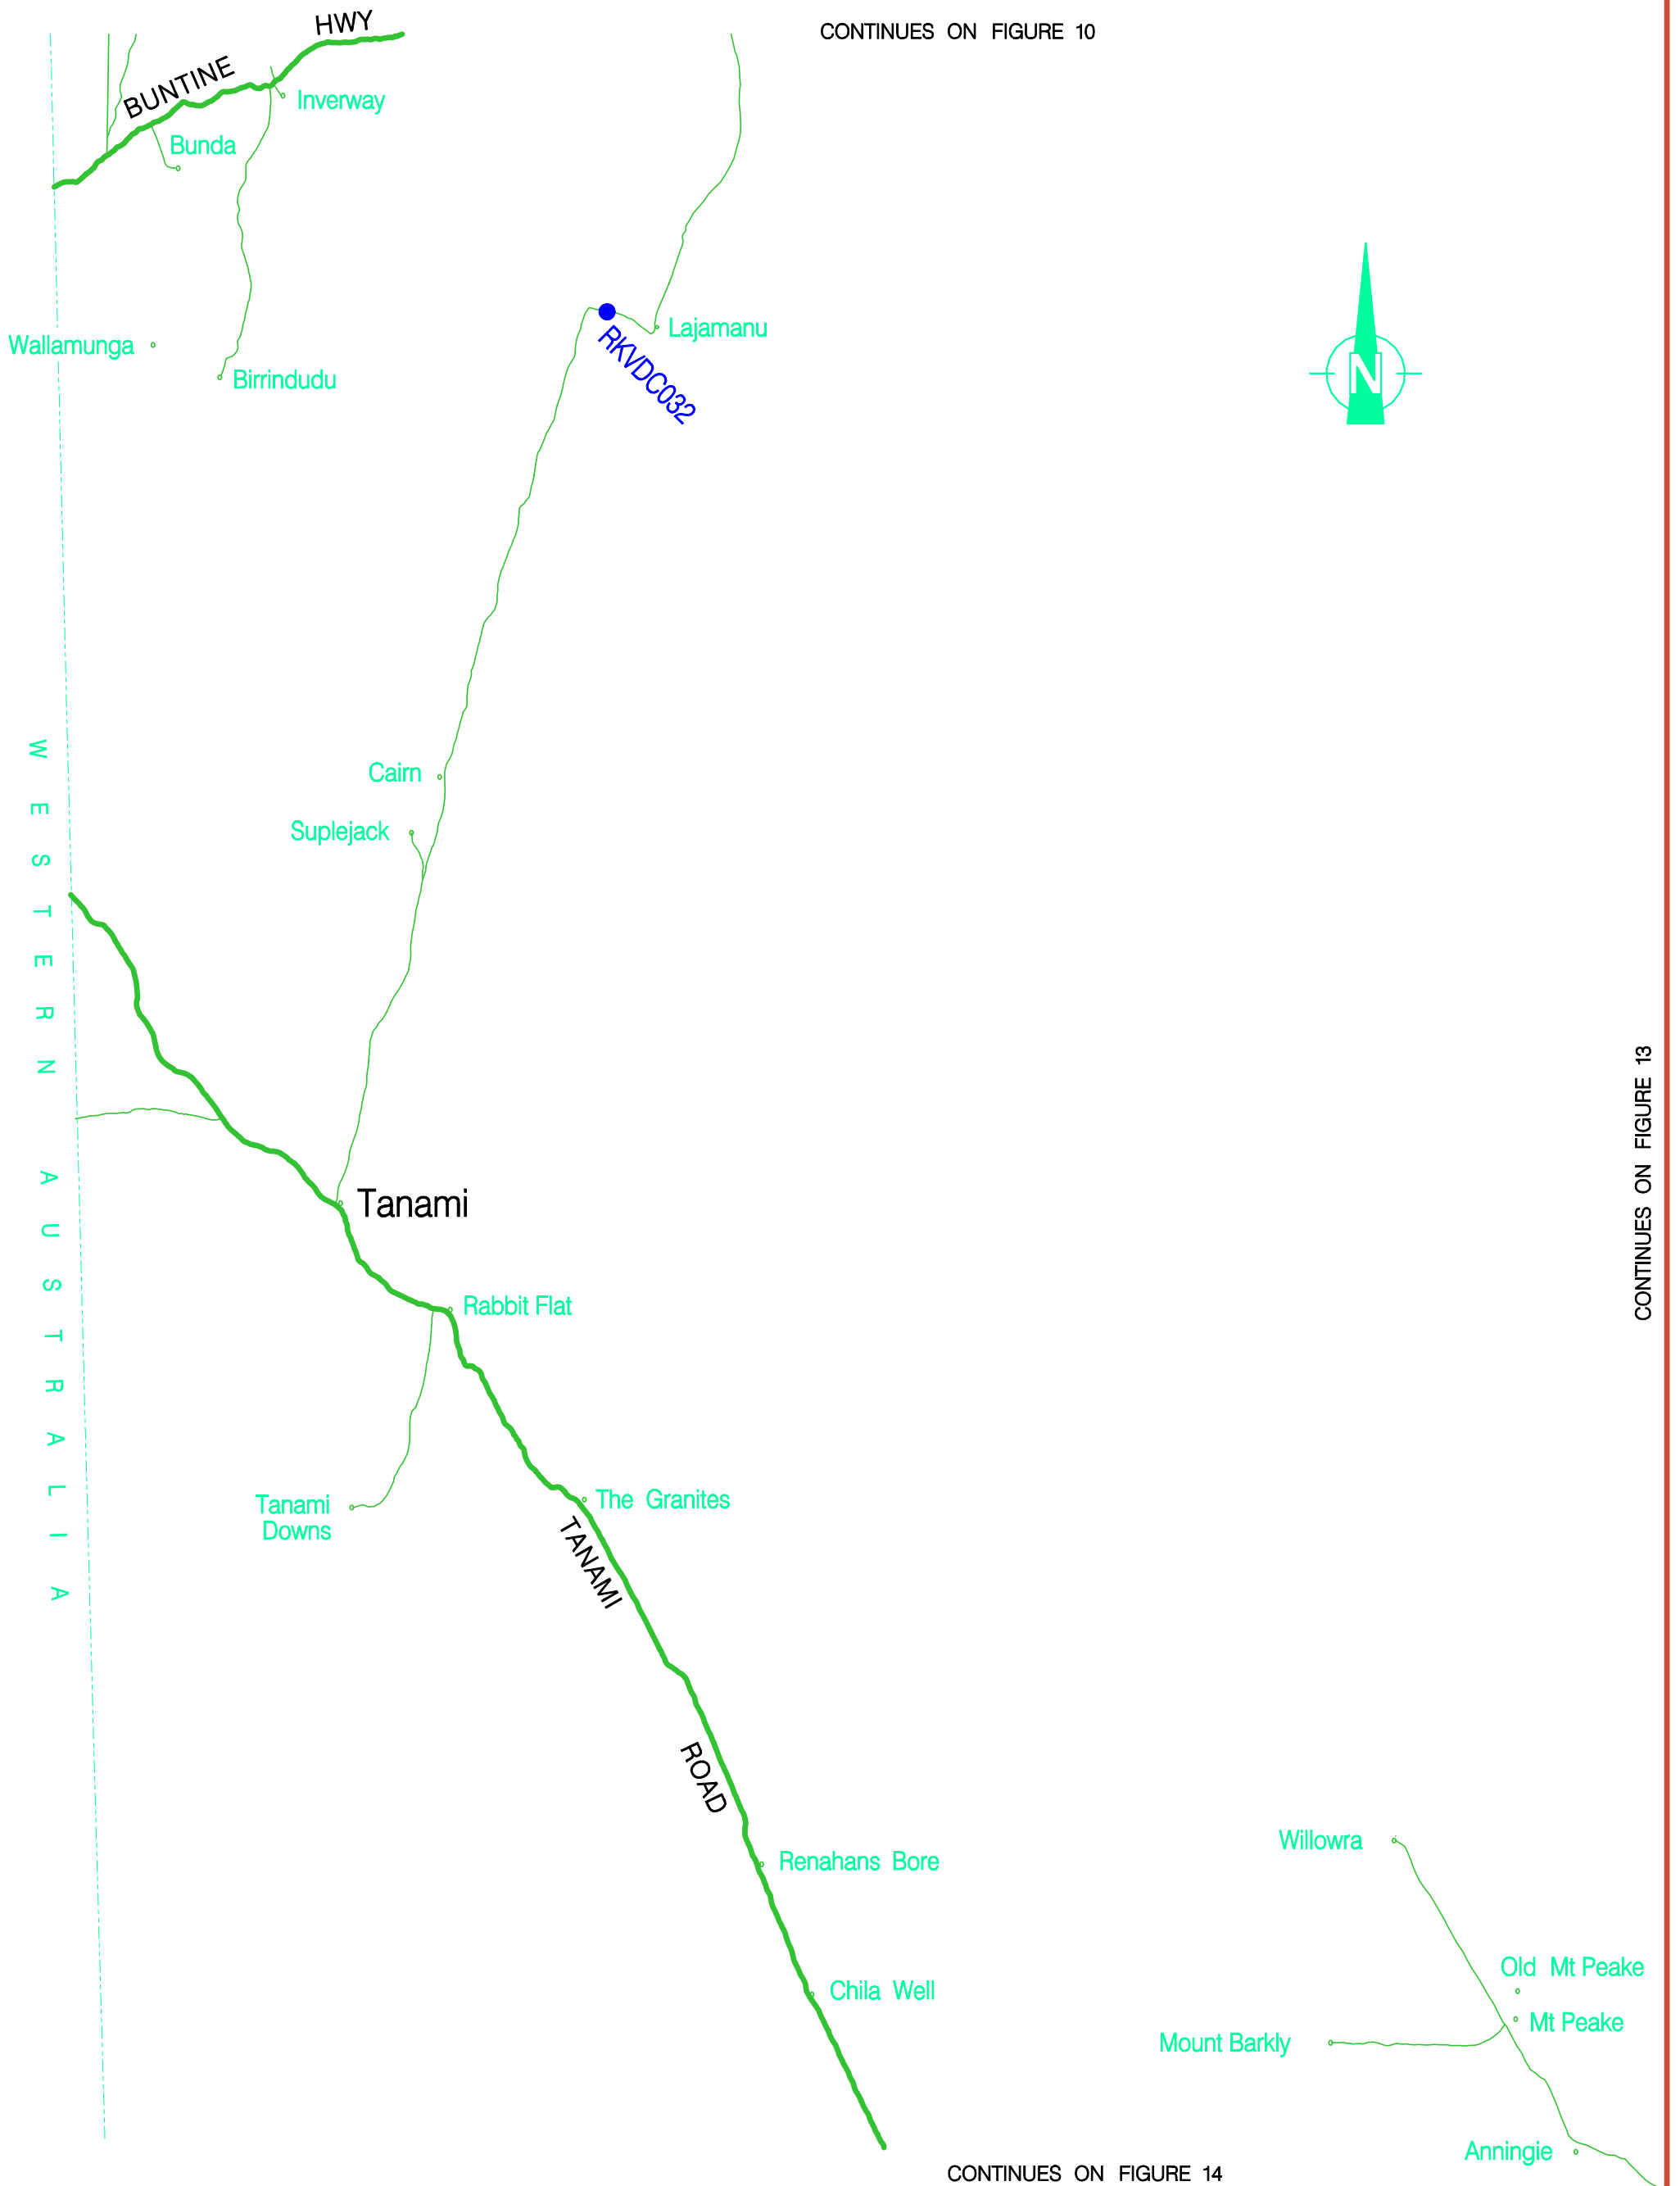 HWY
CONTINUES ON FIGURE 10
BUNTINE
Inverway
Bunda
Lajamanu
Wallamunga
RKVDC032
Birrindudu
N
Cairn
Suplejack
WESTERN AUSTRALIA
CONTINUES ON FIGURE 13
Tanami
Rabbit Flat
The Granites
Tanami
Downs
TANAMI
ROAD
Willowra
Renahans Bore
Old Mt Peake
Chila Well
Mt Peake
Mount Barkly
Anningie
CONTINUES ON FIGURE 14